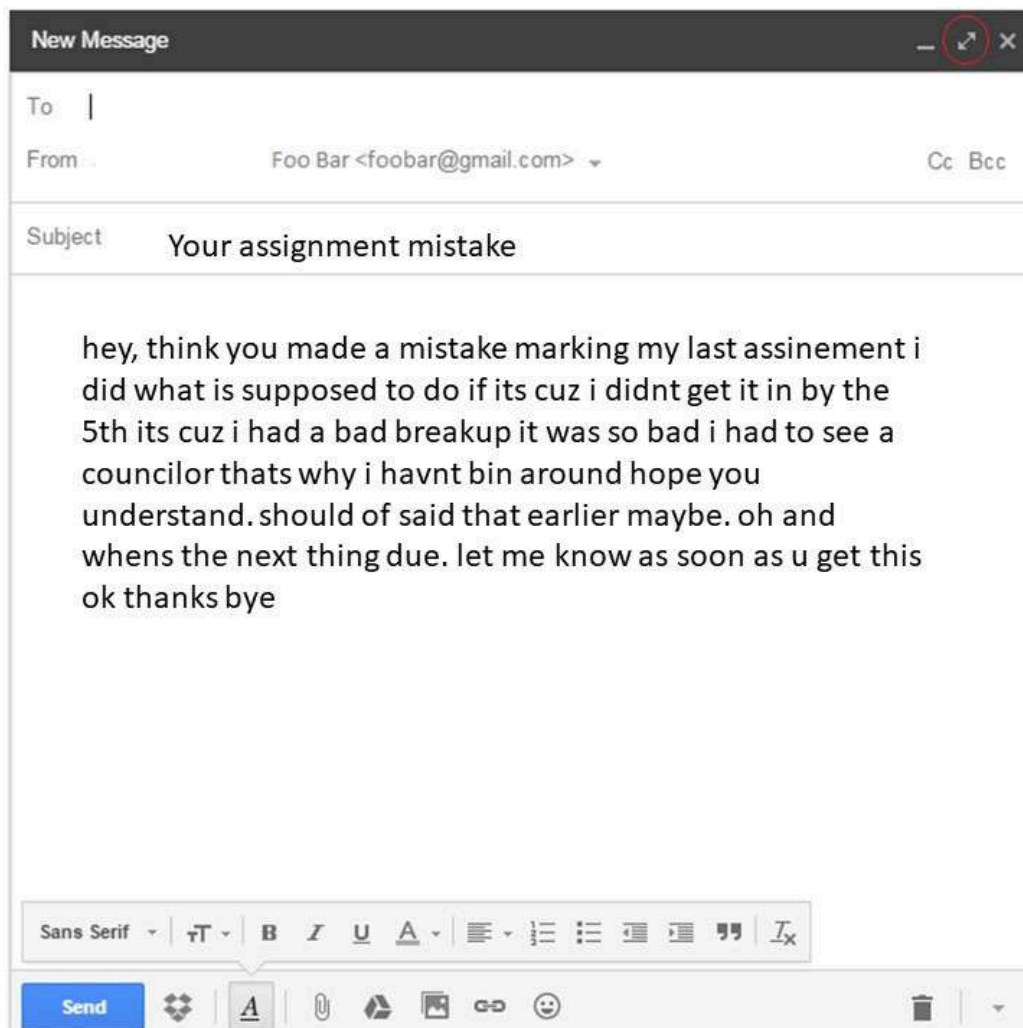 New Message
To
From Foo Bar <foobar@gmail.com> Cc Bcc
Subject Your assignment mistake
hey, think you made a mistake marking my last assinement i
did what is supposed to do if its cuz i didnt get it in by the
5th its cuz i had a bad breakup it was so bad i had to see a
councilor thats why i havnt bin around hope you
understand. should of said that earlier maybe. oh and
whens the next thing due. let me know as soon as u get this
ok thanks bye
Sans Serif
Send